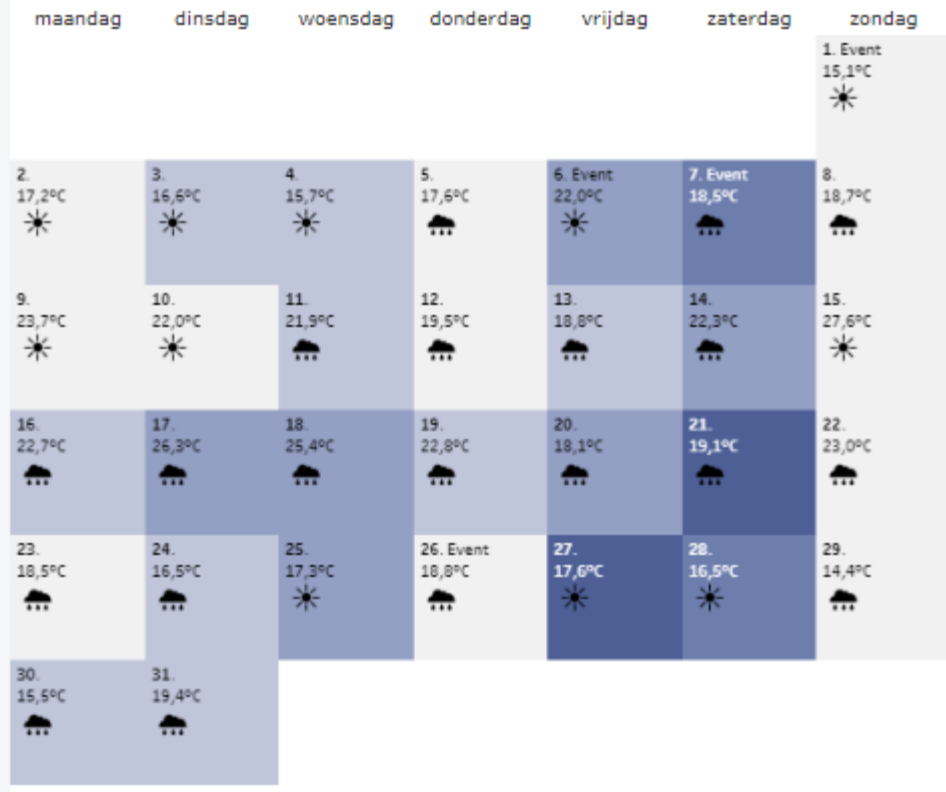 maandag dinsdag woensdag donderdag vrijdag zaterdag zondag
1. Event
15,1ºC
2. 3. 4. 5. 6. Event 7. Event 8.
17,2ºC 16,6ºC 15,7ºC 17,6ºC 22,0ºC 18,5ºC 18,7ºC
9. 10. 11. 12. 13. 14. 15.
23,7ºC 22,0ºC 21,9ºC 19,5ºC 18,8ºC 22,3ºC 27,6ºC
16. 17. 18. 19. 20. 21. 22.
22,7ºC 26,3ºC 25,4ºC 22,8ºC 18,1ºC 19,1ºC 23,0ºC
23. 24. 25. 26. Event 27. 28. 29.
18,5ºC 16,5ºC 17,3ºC 18,8ºC 17,6ºC 16,5ºC 14,4ºC
30. 31.
15,5ºC 19,4ºC